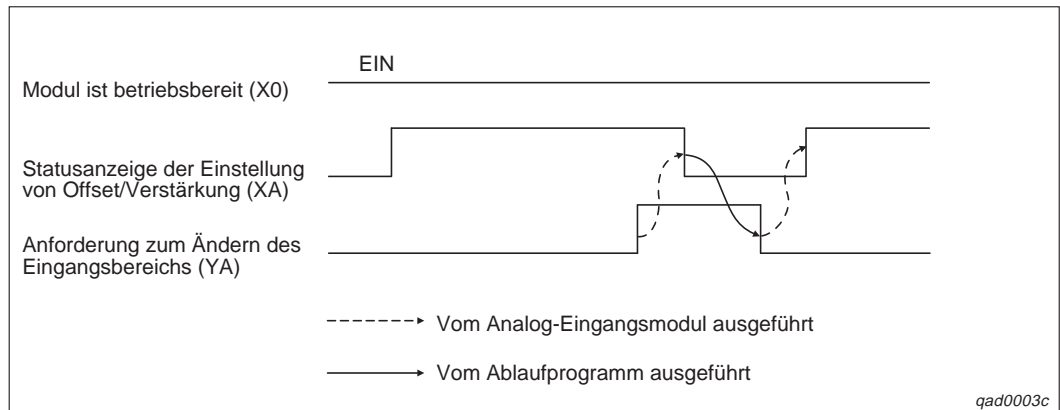 EIN
Modul ist betriebsbereit (X0)
Statusanzeige der Einstellung
von Offset/Verstärkung (XA)
Anforderung zum Ändern des
Eingangsbereichs (YA)
Vom Analog-Eingangsmodul ausgeführt
Vom Ablaufprogramm ausgeführt
qad0003c